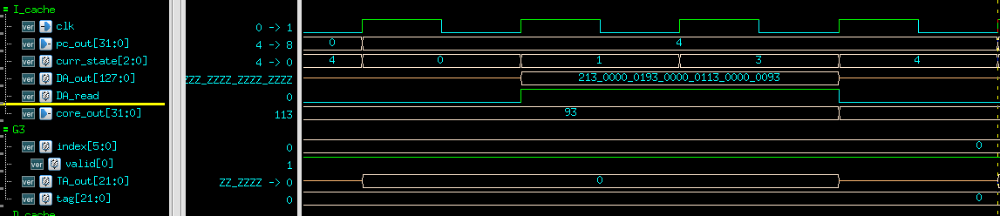 I_cache
ver clk 0 -> 1
ver pc_out[31:0] 4 -> 8 0 4
ver curr_state[2:0] 4 -> 0 4 0 1 3 4
ver DA_out[127:0] ZZ_ZZZZ_ZZZZ_ZZZZ 213_0000_0193_0000_0113_0000_0093
ver DA_read 0
ver core_out[31:0] 113 93
G3
ver index[5:0] 0 0
ver valid[0] 1
ver TA_out[21:0] ZZ_ZZZZ -> 0 0
ver tag[21:0] 0 0